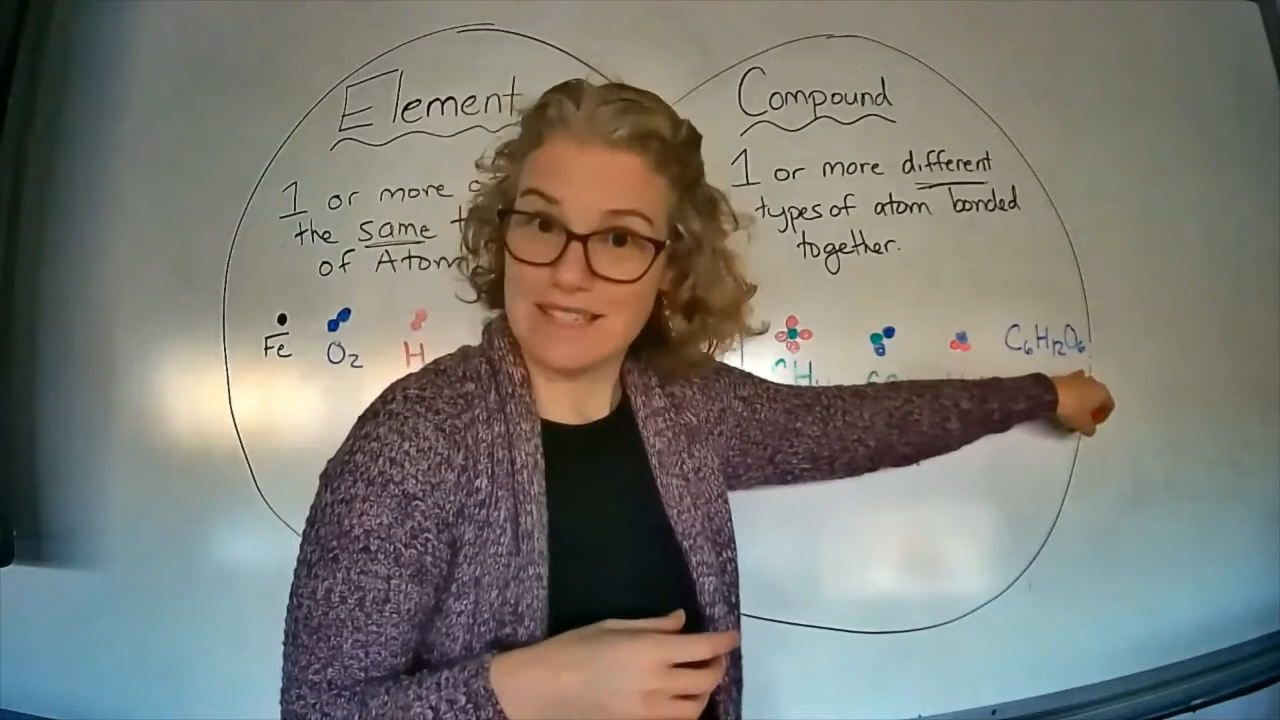 Element
1 or more
the same
of Atom
Fe
O₂
H
Compound
1 or more different
types of atom bonded
together.
C₆H₁₂O₆